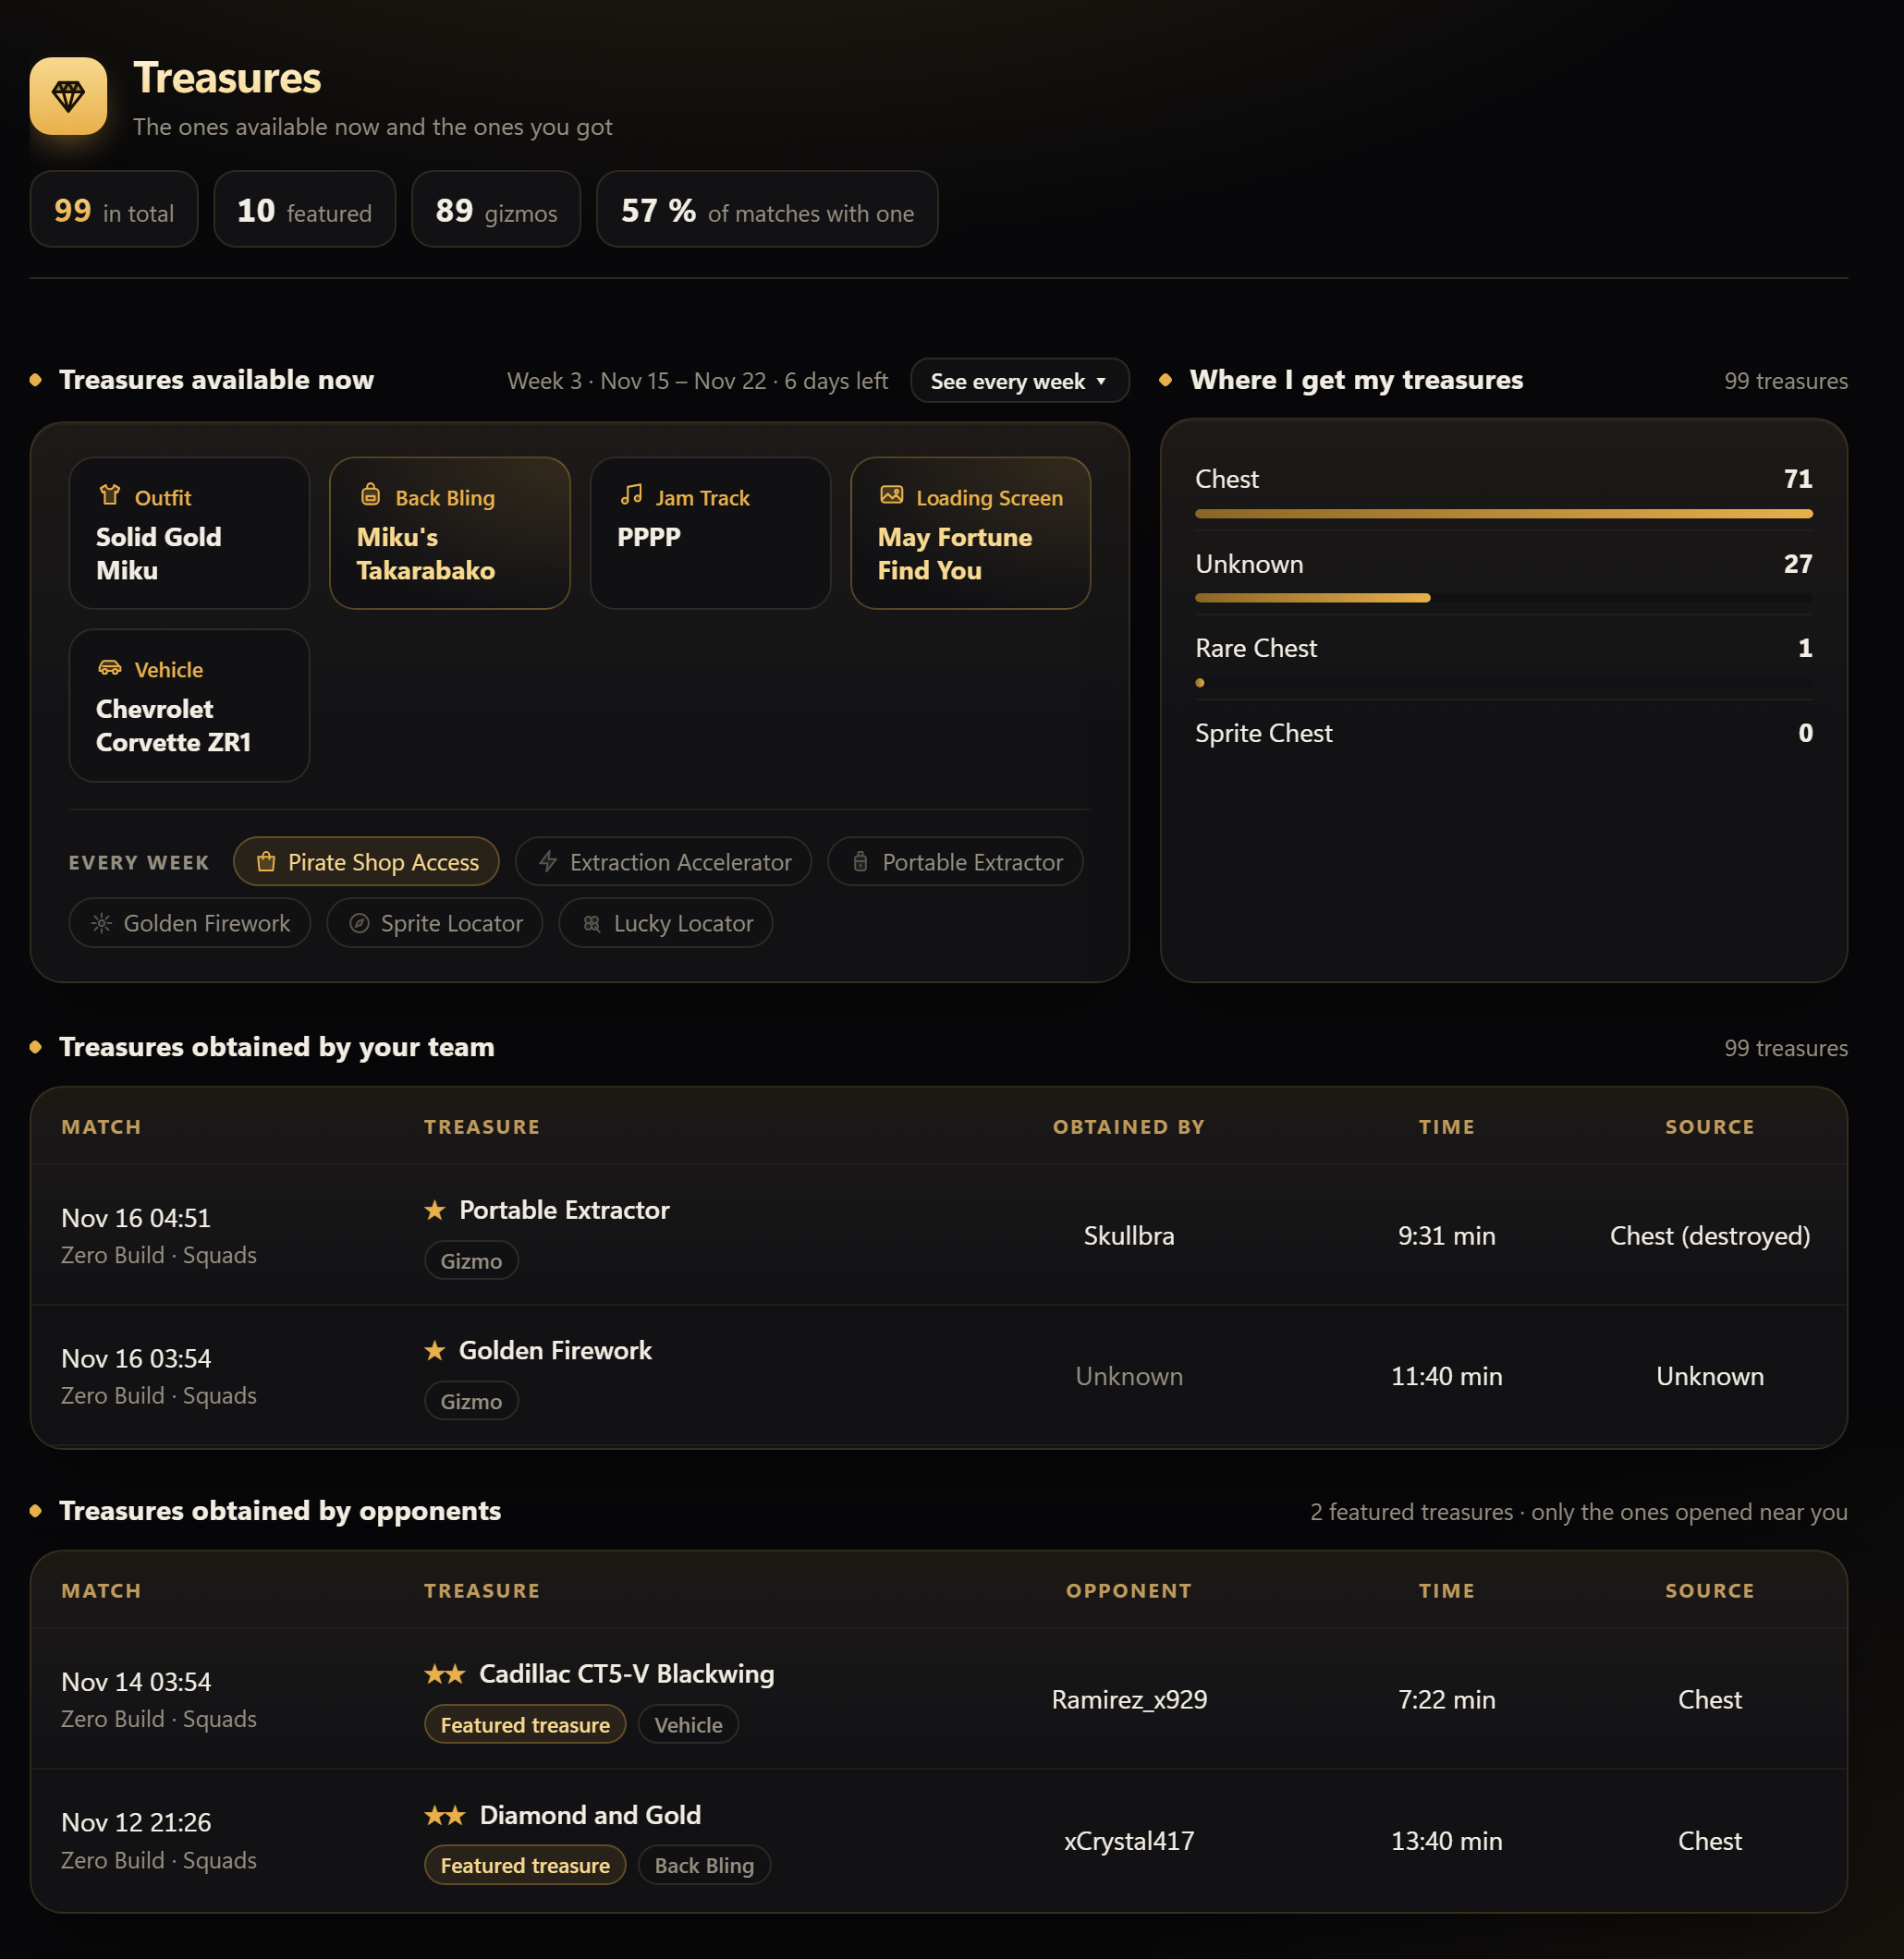 Treasures
The ones available now and the ones you got
99 in total
10 featured
89 gizmos
57 % of matches with one
Treasures available now
Week 3 · Nov 15 – Nov 22 · 6 days left
See every week
Outfit
Solid Gold
Miku
Back Bling
Miku's
Takarabako
Jam Track
PPPP
Loading Screen
May Fortune
Find You
Vehicle
Chevrolet
Corvette ZR1
EVERY WEEK
Pirate Shop Access
Extraction Accelerator
Portable Extractor
Golden Firework
Sprite Locator
Lucky Locator
Where I get my treasures
99 treasures
Chest 71
Unknown 27
Rare Chest 1
Sprite Chest 0
Treasures obtained by your team
99 treasures
MATCH TREASURE OBTAINED BY TIME SOURCE
Nov 16 04:51
Zero Build · Squads
Portable Extractor
Gizmo
Skullbra
9:31 min
Chest (destroyed)
Nov 16 03:54
Zero Build · Squads
Golden Firework
Gizmo
Unknown
11:40 min
Unknown
Treasures obtained by opponents
2 featured treasures · only the ones opened near you
MATCH TREASURE OPPONENT TIME SOURCE
Nov 14 03:54
Zero Build · Squads
Cadillac CT5-V Blackwing
Featured treasure
Vehicle
Ramirez_x929
7:22 min
Chest
Nov 12 21:26
Zero Build · Squads
Diamond and Gold
Featured treasure
Back Bling
xCrystal417
13:40 min
Chest